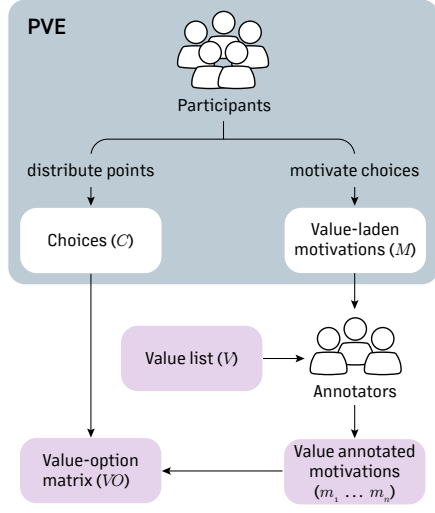 PVE
Participants
distribute points
motivate choices
Choices (C)
Value-laden
motivations (M)
Value list (V)
Annotators
Value-option
matrix (VO)
Value annotated
motivations
(m₁ … mₙ)